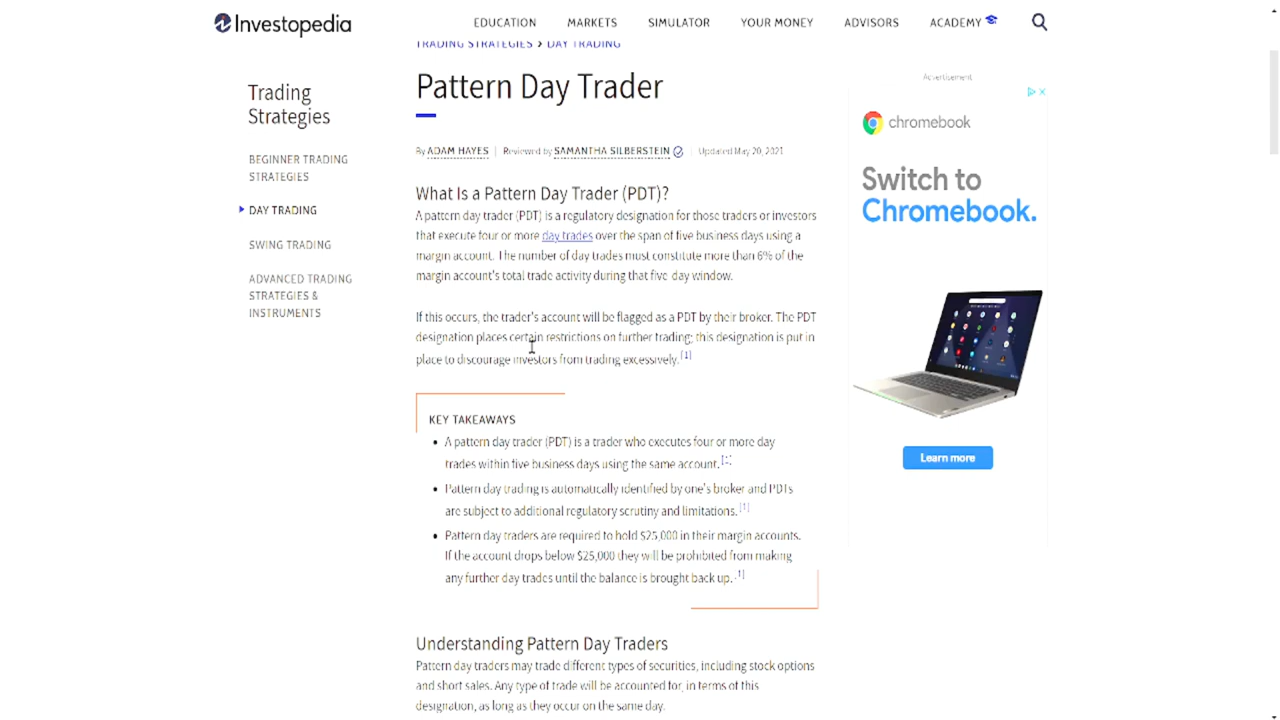 Investopedia
EDUCATION MARKETS SIMULATOR YOUR MONEY ADVISORS ACADEMY
TRADING STRATEGIES > DAY TRADING
Trading
Strategies
BEGINNER TRADING
STRATEGIES
DAY TRADING
SWING TRADING
ADVANCED TRADING
STRATEGIES &
INSTRUMENTS
Pattern Day Trader
By ADAM HAYES | Reviewed by SAMANTHA SILBERSTEIN | Updated May 20, 2021
What Is a Pattern Day Trader (PDT)?
A pattern day trader (PDT) is a regulatory designation for those traders or investors
that execute four or more day trades over the span of five business days using a
margin account. The number of day trades must constitute more than 6% of the
margin account's total trade activity during that five-day window.
If this occurs, the trader's account will be flagged as a PDT by their broker. The PDT
designation places certain restrictions on further trading; this designation is put in
place to discourage investors from trading excessively. [1]
KEY TAKEAWAYS
• A pattern day trader (PDT) is a trader who executes four or more day
trades within five business days using the same account. [1]
• Pattern day trading is automatically identified by one's broker and PDTs
are subject to additional regulatory scrutiny and limitations. [1]
• Pattern day traders are required to hold $25,000 in their margin accounts.
If the account drops below $25,000 they will be prohibited from making
any further day trades until the balance is brought back up. [1]
Understanding Pattern Day Traders
Pattern day traders may trade different types of securities, including stock options
and short sales. Any type of trade will be accounted for, in terms of this
designation, as long as they occur on the same day.
Advertisement
chromebook
Switch to
Chromebook.
Learn more